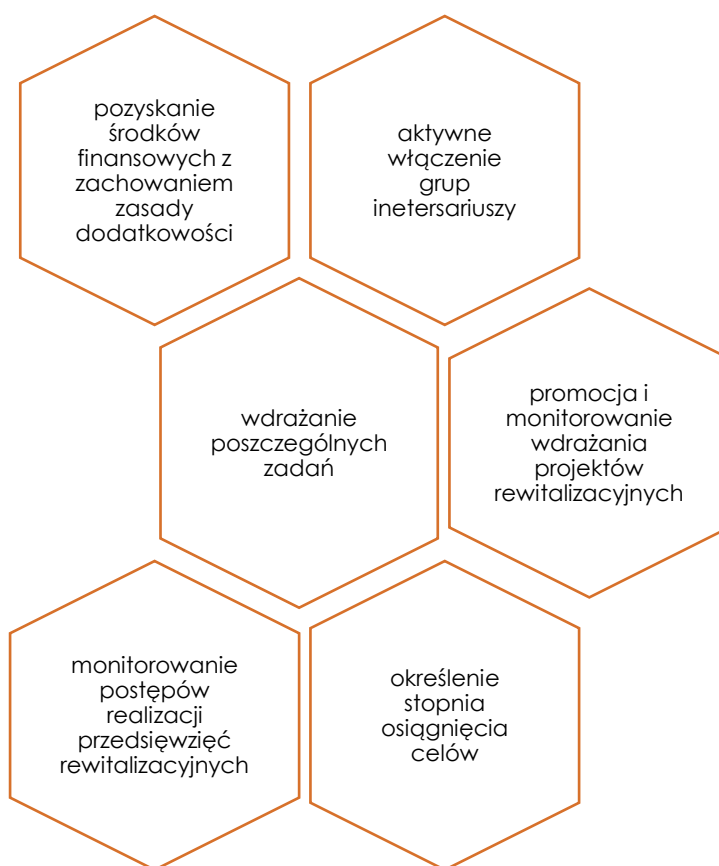 pozyskanie
środków
finansowych z
zachowaniem
zasady
dodatkowości
aktywne
włączenie
grup
inetersariuszy
wdrażanie
poszczególnych
zadań
promocja i
monitorowanie
wdrażania
projektów
rewitalizacyjnych
monitorowanie
postępów
realizacji
przedsięwzięć
rewitalizacyjnych
określenie
stopnia
osiągnięcia
celów